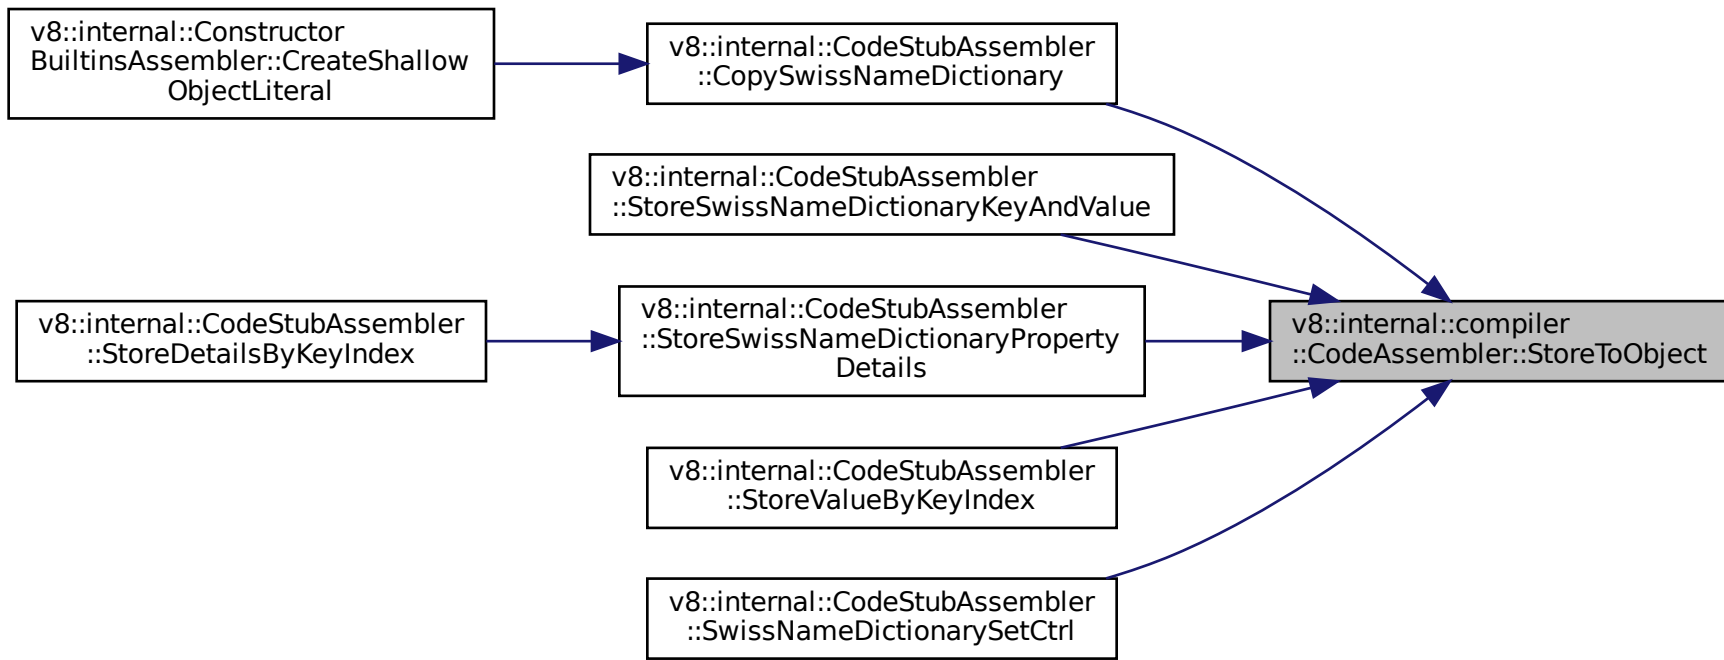 v8::internal::Constructor
BuiltinsAssembler::CreateShallow
ObjectLiteral
v8::internal::CodeStubAssembler
::CopySwissNameDictionary
v8::internal::CodeStubAssembler
::StoreSwissNameDictionaryKeyAndValue
v8::internal::CodeStubAssembler
::StoreDetailsByKeyIndex
v8::internal::CodeStubAssembler
::StoreSwissNameDictionaryProperty
Details
v8::internal::compiler
::CodeAssembler::StoreToObject
v8::internal::CodeStubAssembler
::StoreValueByKeyIndex
v8::internal::CodeStubAssembler
::SwissNameDictionarySetCtrl